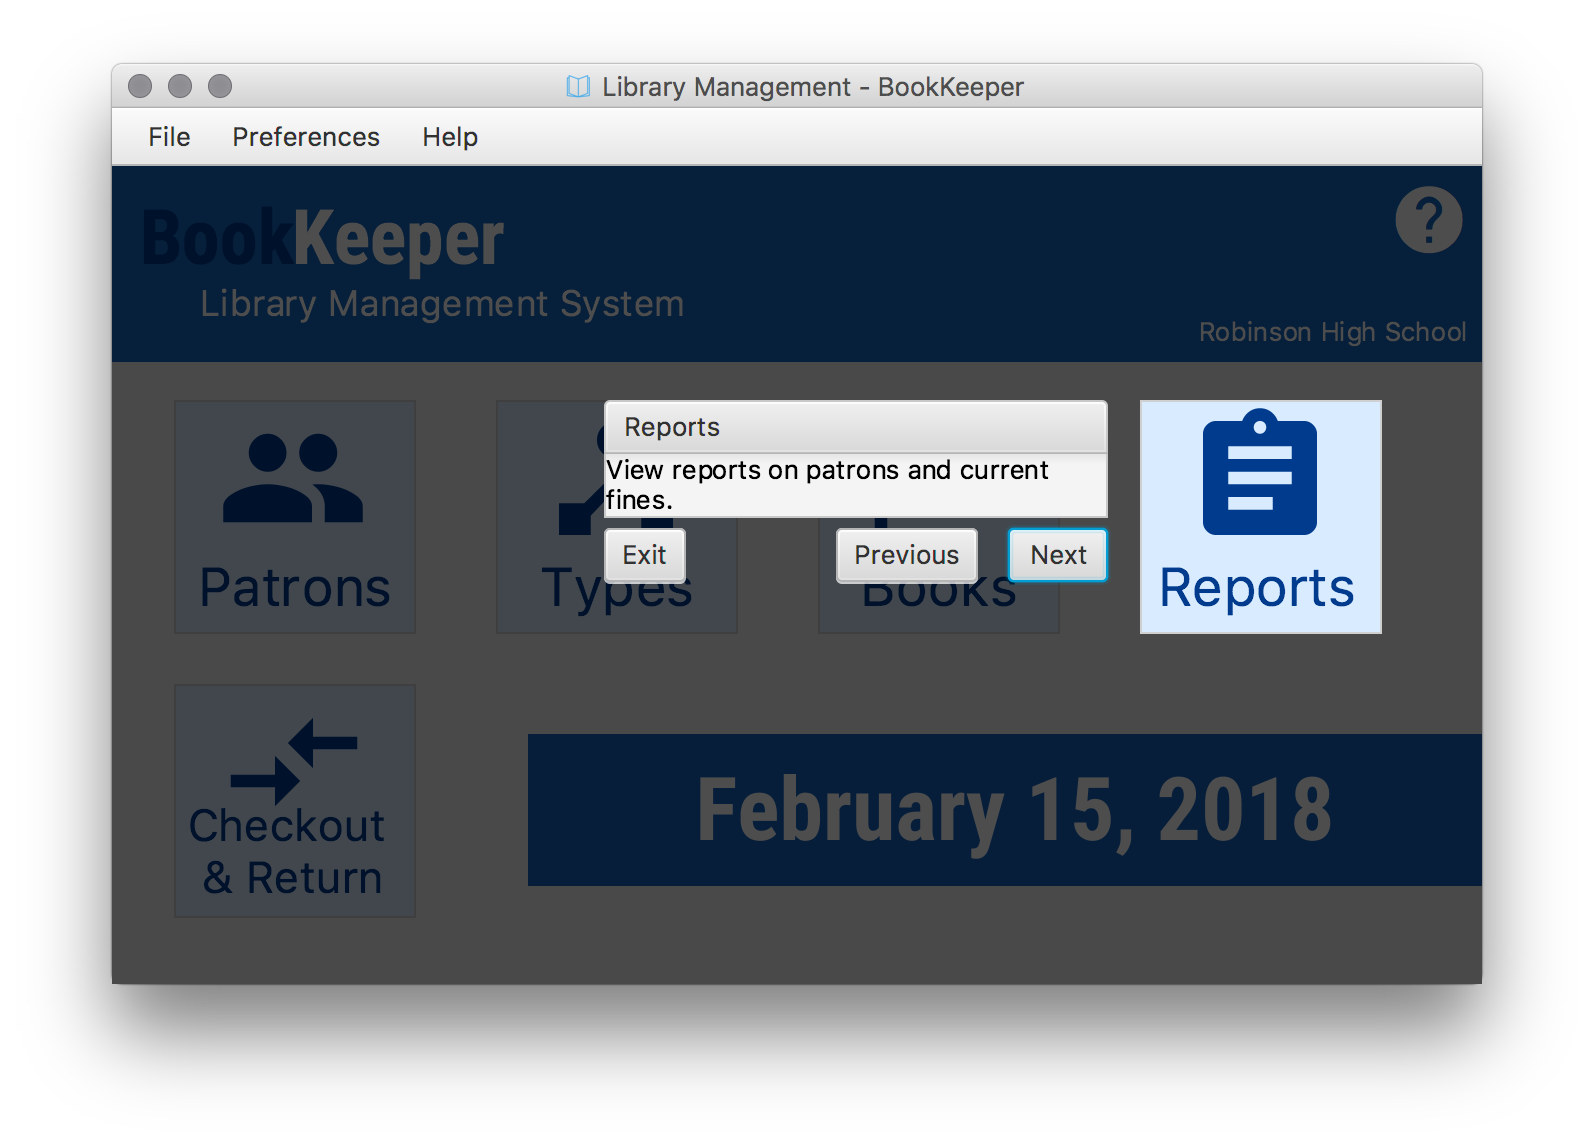 Library Management - BookKeeper
File Preferences Help
BookKeeper
Library Management System
?
Robinson High School
Reports
View reports on patrons and current
fines.
Exit Previous Next
Patrons Types Books Reports
Checkout
& Return
February 15, 2018